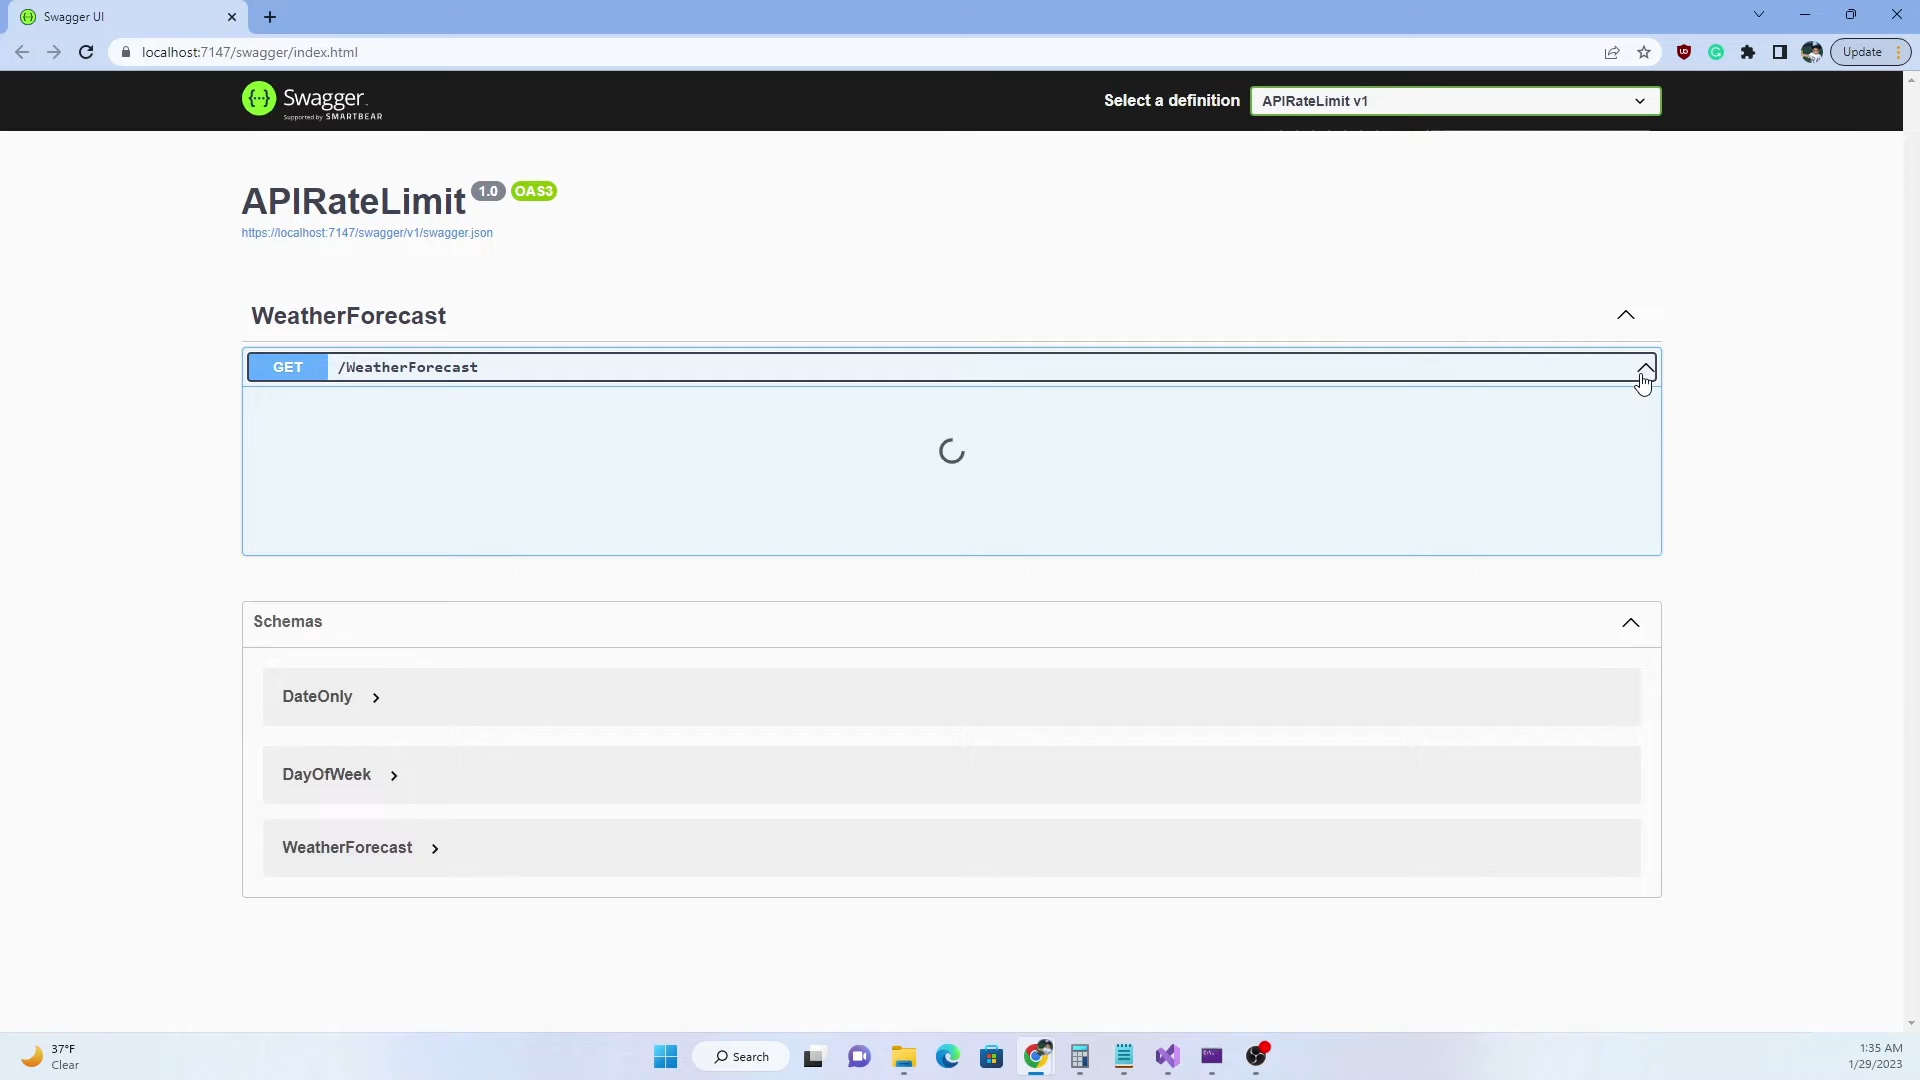 Swagger UI
localhost:7147/swagger/index.html
Update
Swagger
Supported by SMARTBEAR
Select a definition
APIRateLimit v1
APIRateLimit
1.0
OAS3
https://localhost:7147/swagger/v1/swagger.json
WeatherForecast
GET
/WeatherForecast
Schemas
DateOnly
DayOfWeek
WeatherForecast
37°F
Clear
Search
1:35 AM
1/29/2023